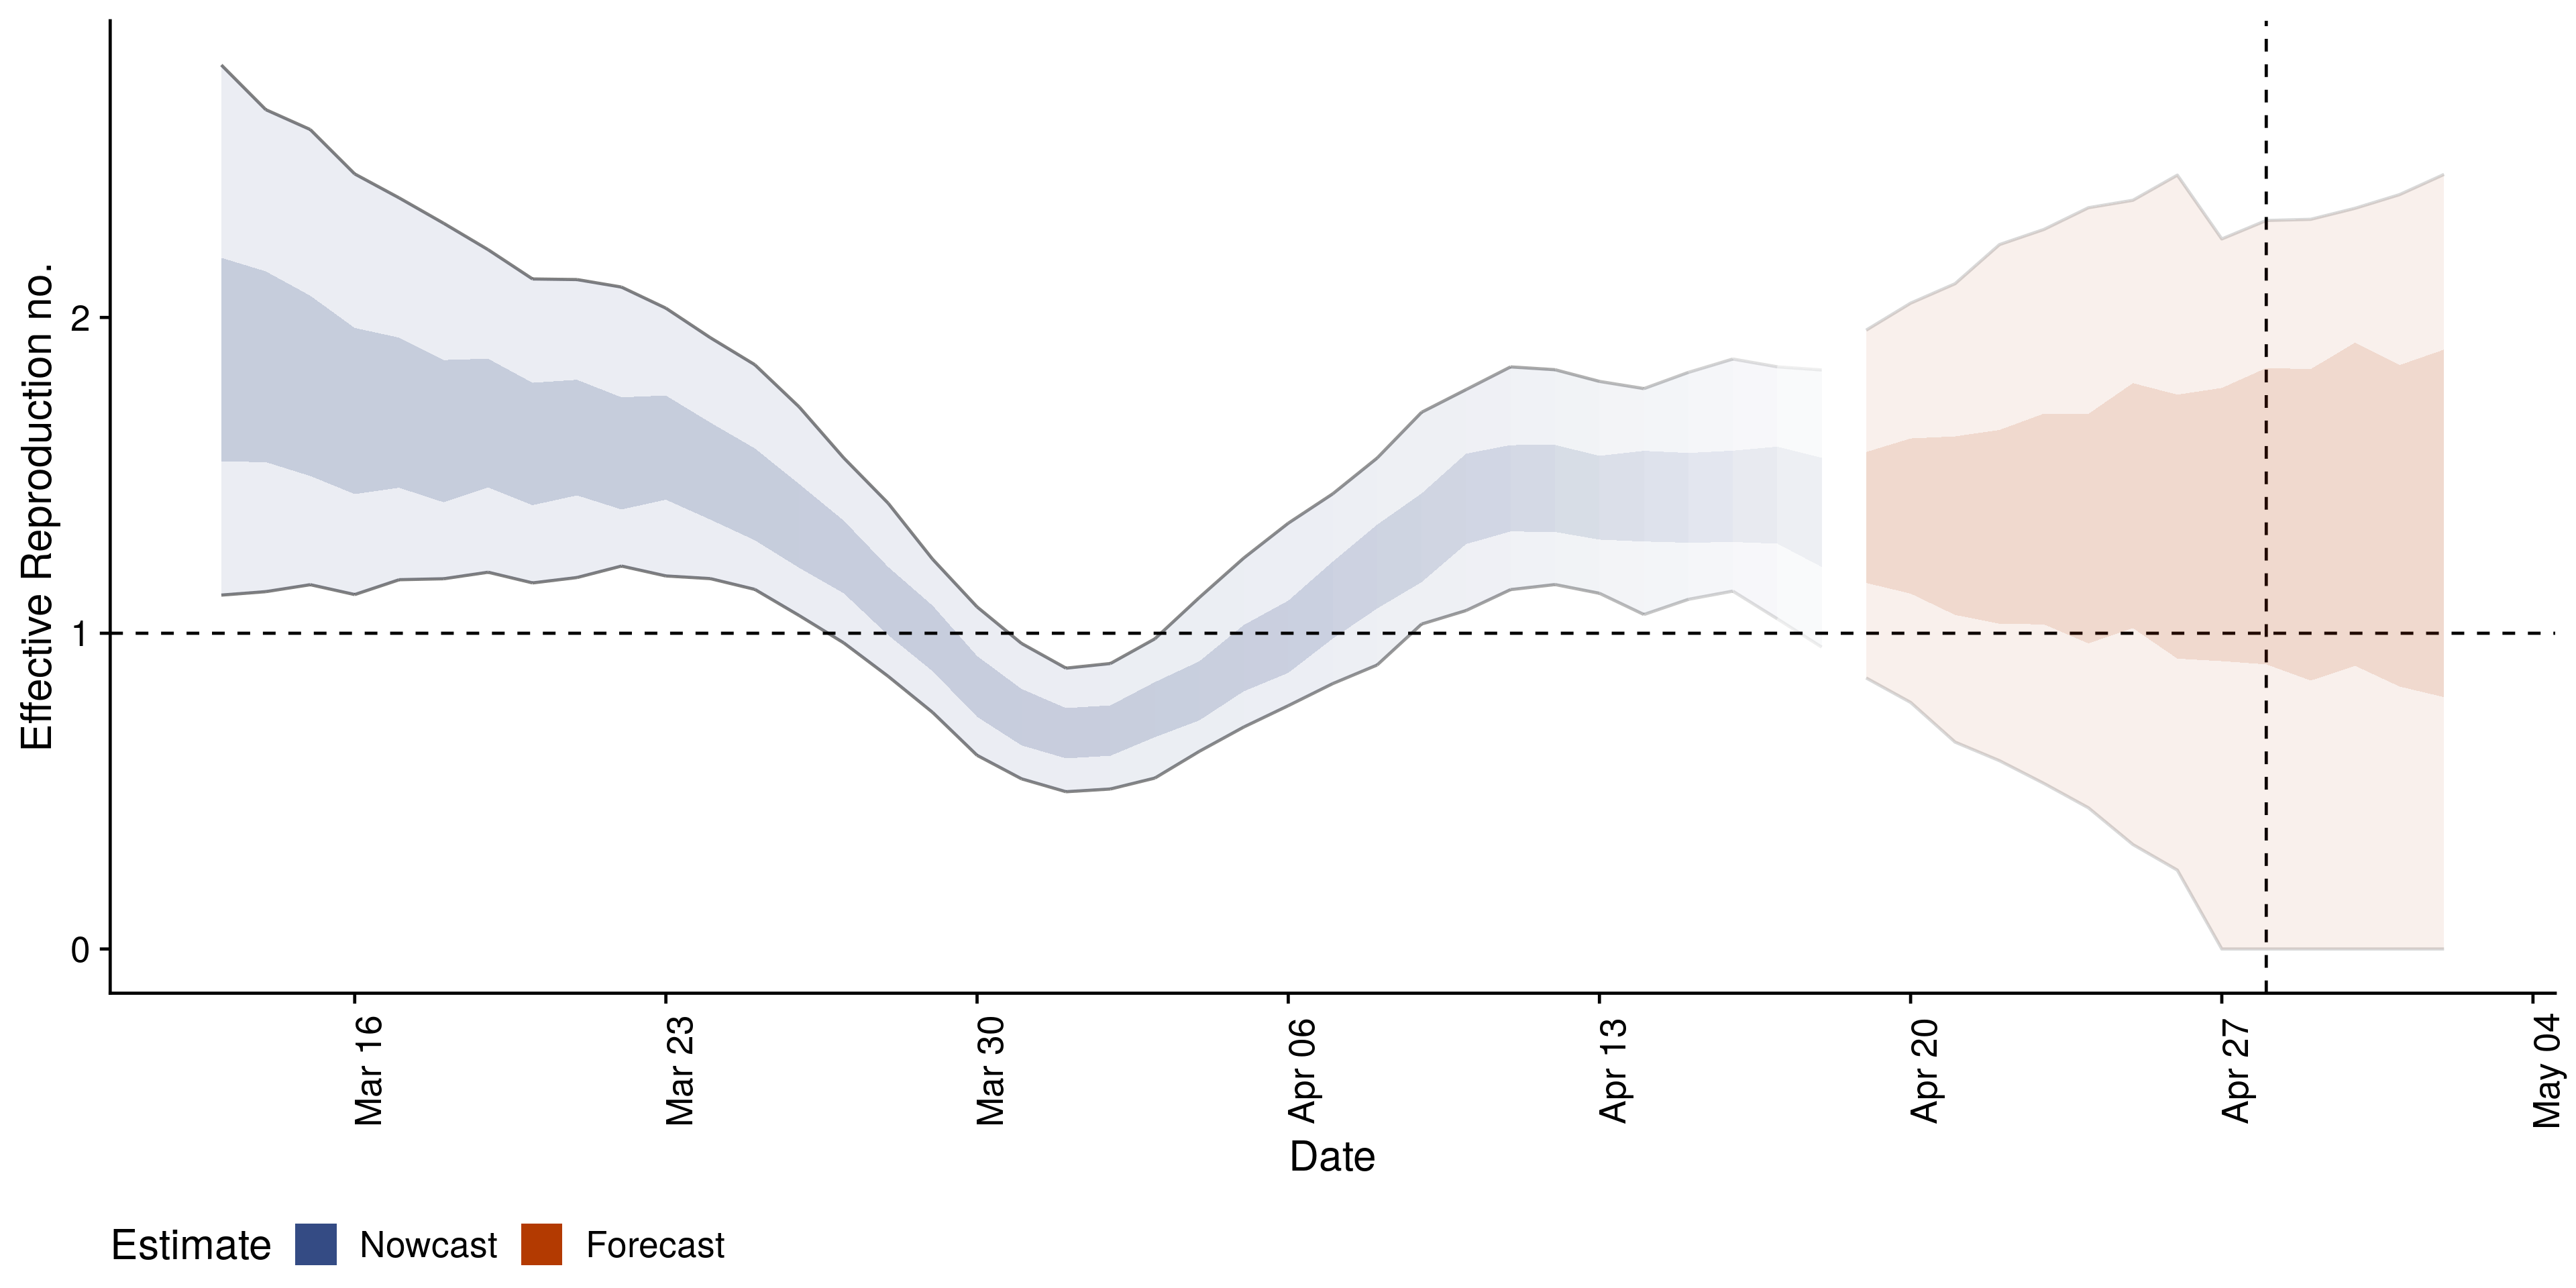 Effective Reproduction no.
2
1
0
Mar 16
Mar 23
Mar 30
Apr 06
Apr 13
Apr 20
Apr 27
May 04
Date
Estimate Nowcast Forecast